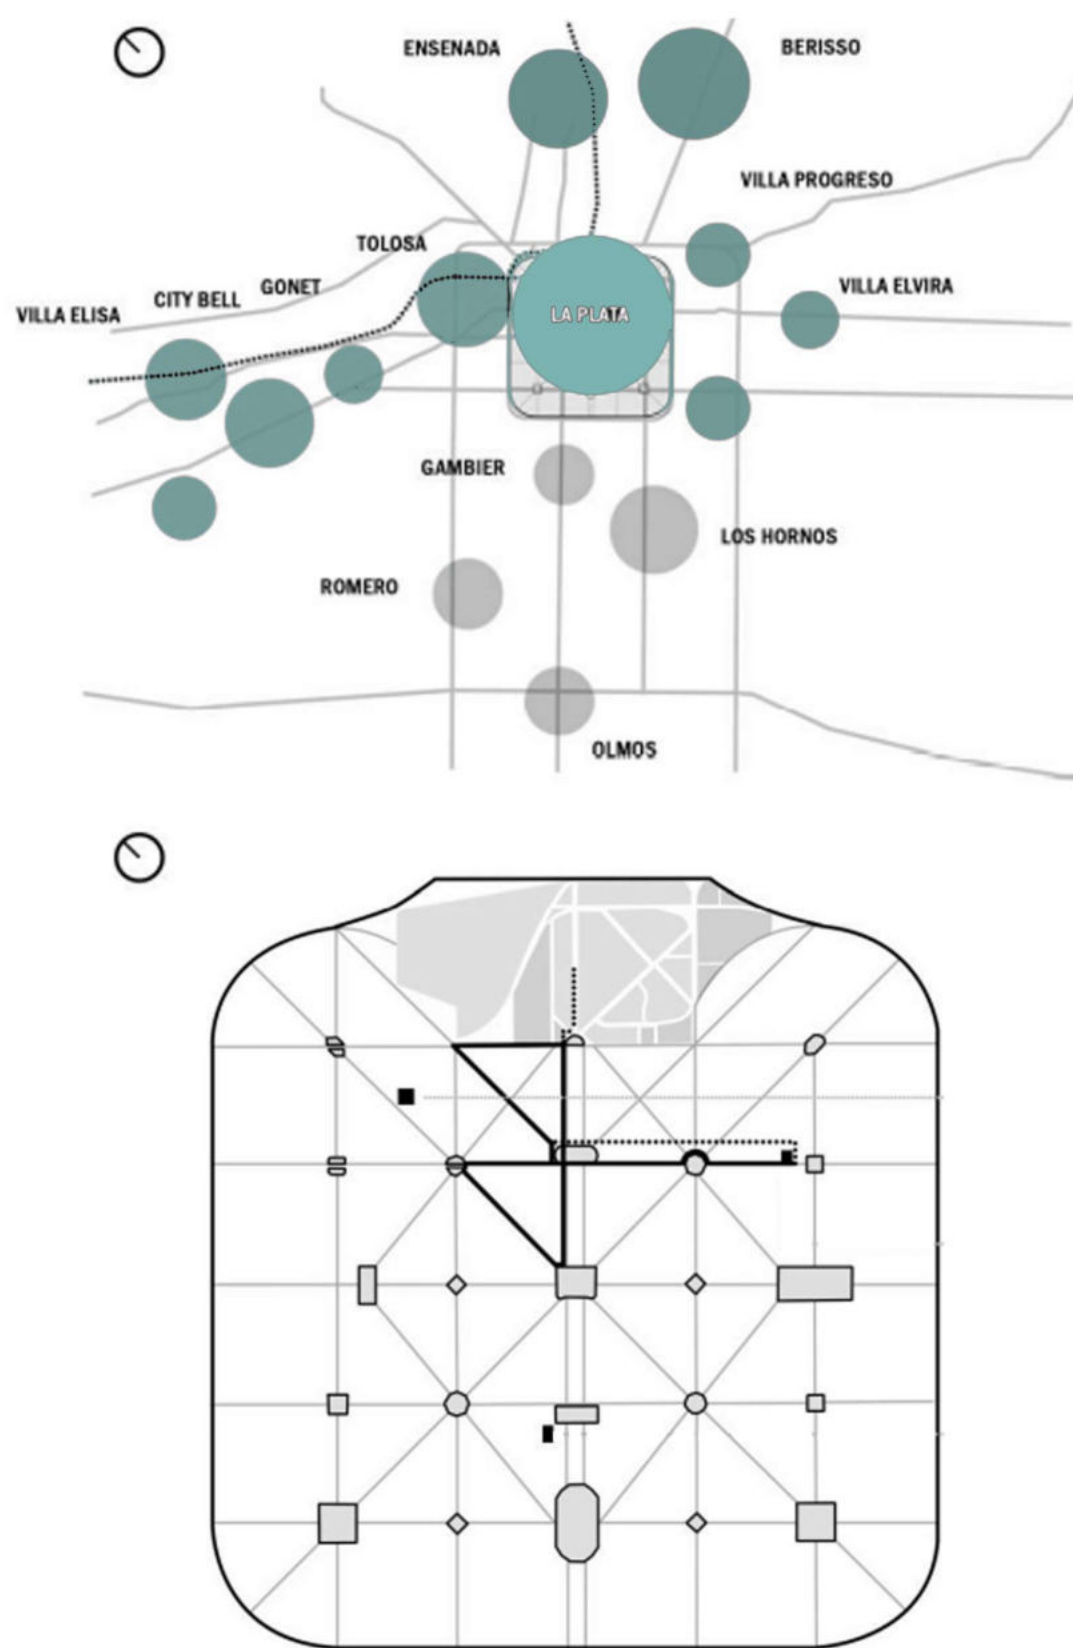 ENSENADA
BERISSO
VILLA PROGRESO
TOLOSA
GONET
CITY BELL
VILLA ELISA
VILLA ELVIRA
LA PLATA
GAMBIER
LOS HORNOS
ROMERO
OLMOS